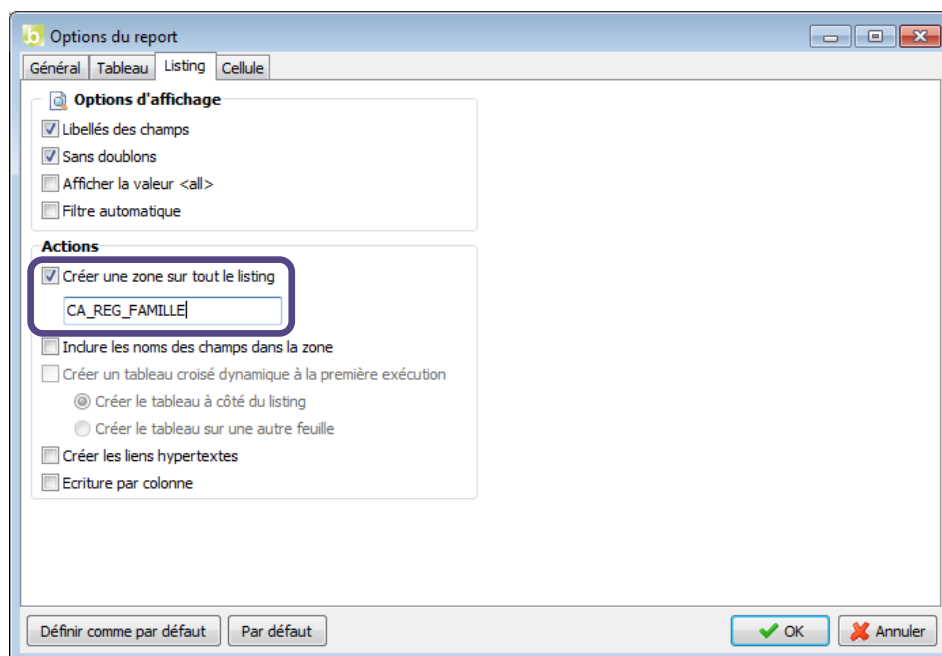 Options du report
Général Tableau Listing Cellule
Options d'affichage
Libellés des champs
Sans doublons
Afficher la valeur <all>
Filtre automatique
Actions
Créer une zone sur tout le listing
CA_REG_FAMILLE
Inclure les noms des champs dans la zone
Créer un tableau croisé dynamique à la première exécution
Créer le tableau à côté du listing
Créer le tableau sur une autre feuille
Créer les liens hypertextes
Ecriture par colonne
Définir comme par défaut Par défaut OK Annuler